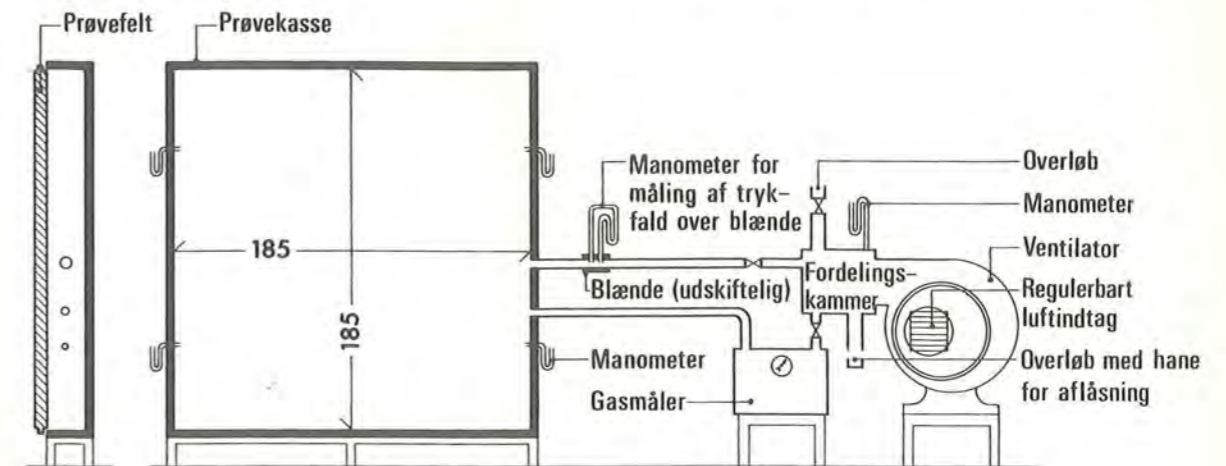 Prøvefelt
Prøvekasse
185
185
Manometer for
måling af tryk-
fald over blænde
Blænde (udskiftelig)
Manometer
Gasmåler
Fordelings-
kammer
Overløb
Manometer
Ventilator
Regulerbart
luftindtag
Overløb med hane
for aflåsning